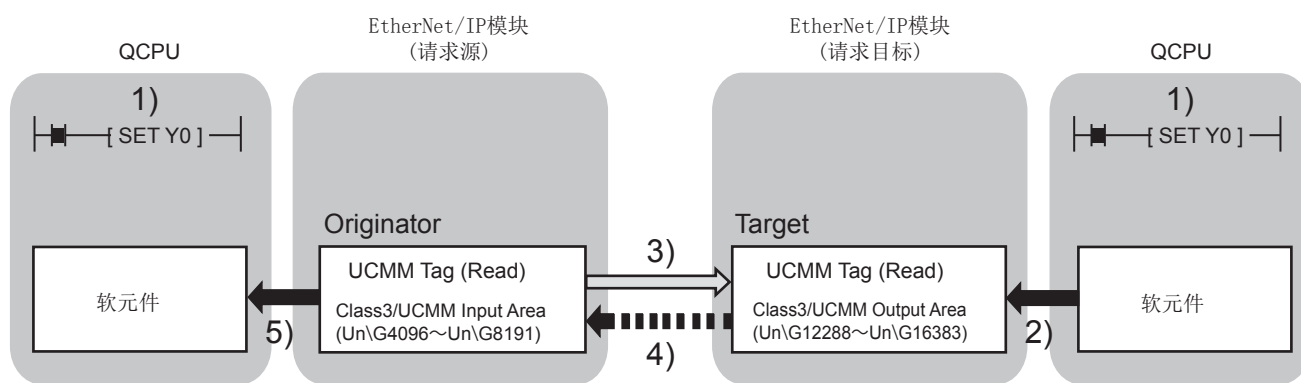 EtherNet/IP模块
(请求源)
EtherNet/IP模块
(请求目标)
QCPU
QCPU
1)
[ SET Y0 ]
1)
[ SET Y0 ]
Originator
Target
软元件
UCMM Tag (Read)
Class3/UCMM Input Area
(Un\G4096～Un\G8191)
3)
4)
UCMM Tag (Read)
Class3/UCMM Output Area
(Un\G12288～Un\G16383)
软元件
5)
2)